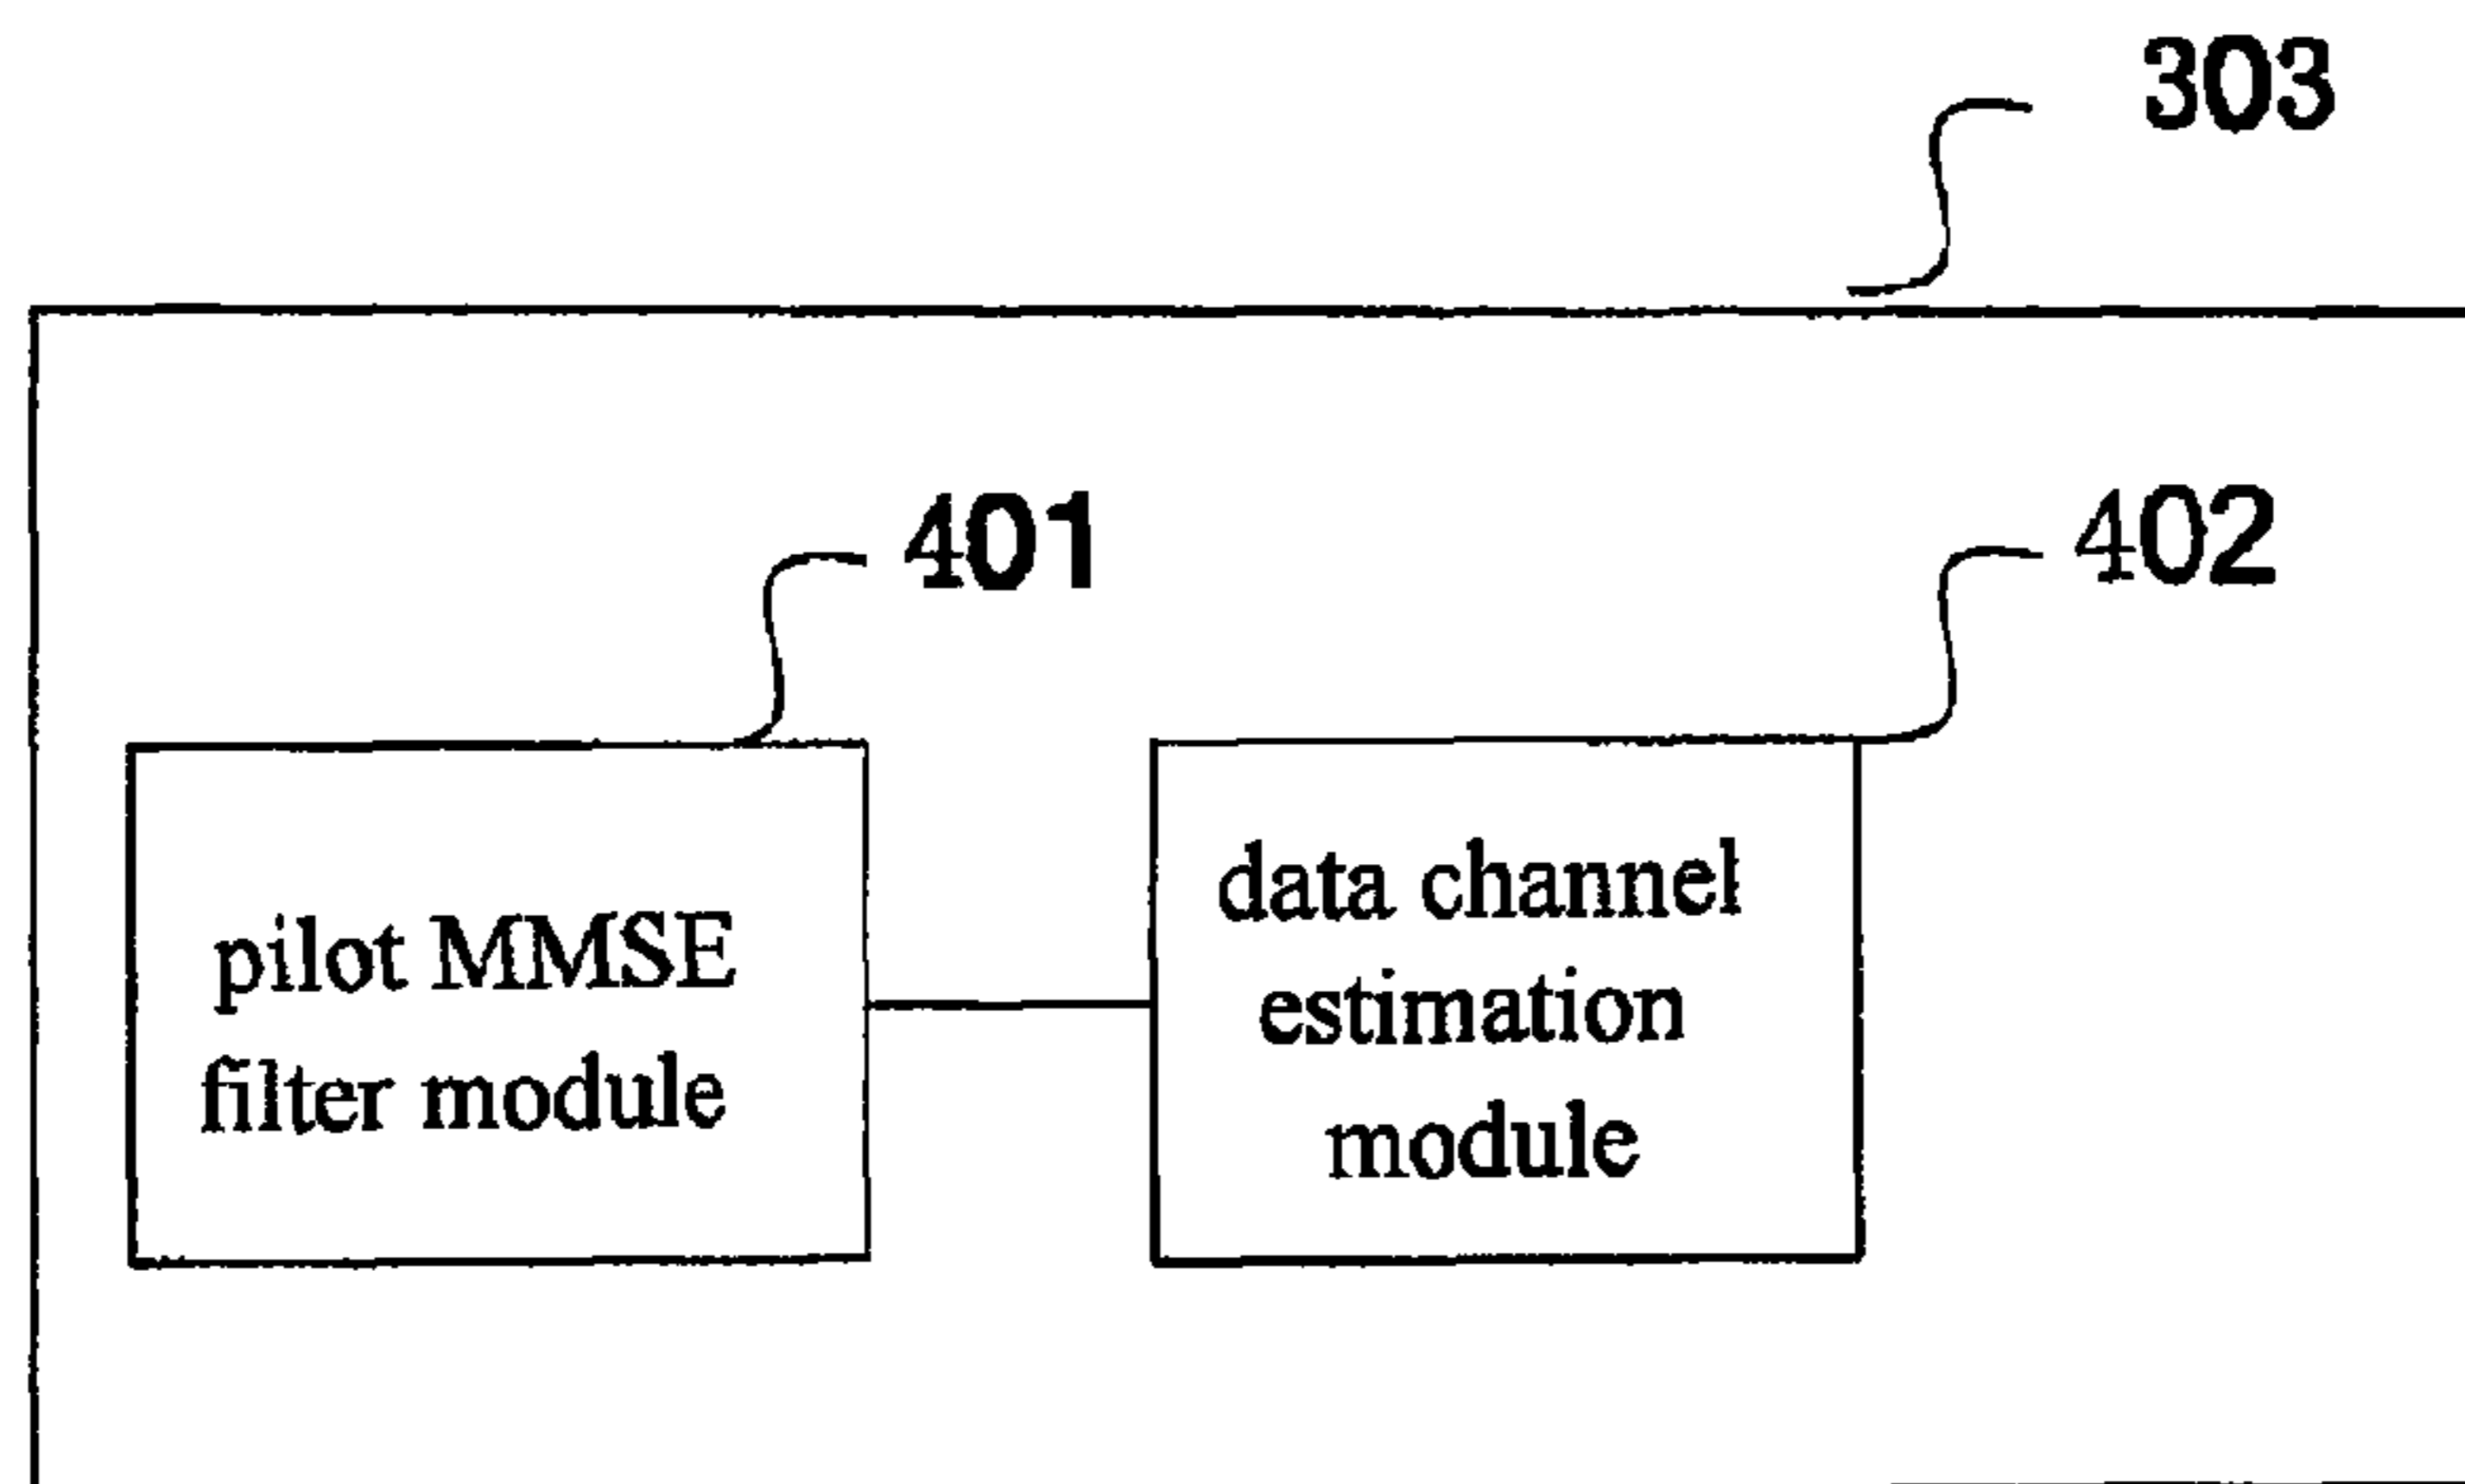 303
401
402
pilot MMSE
filter module
data channel
estimation
module